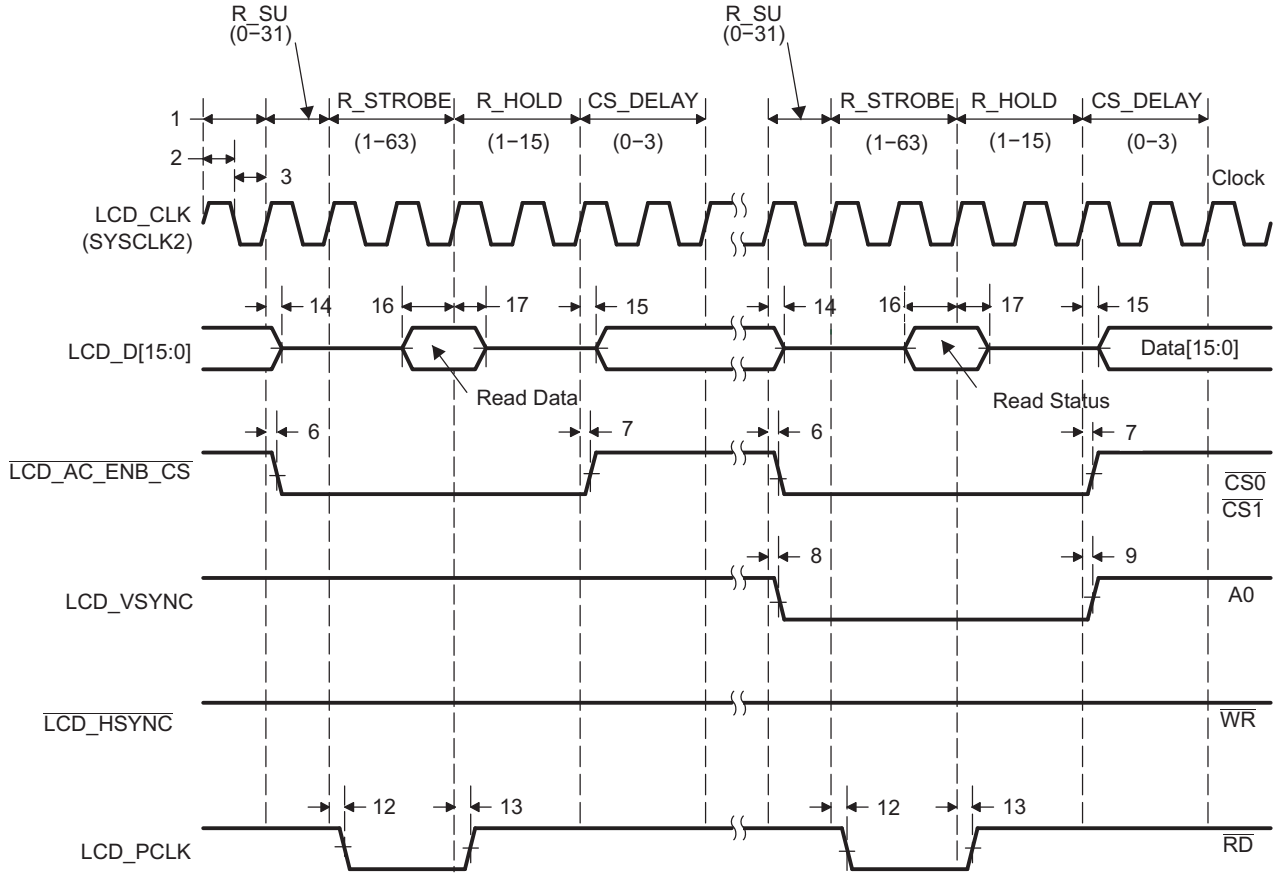 R_SU
(0−31)
R_SU
(0−31)
R_STROBE R_HOLD CS_DELAY R_STROBE R_HOLD CS_DELAY
1
(1−63) (1−15) (0−3) (1−63) (1−15) (0−3)
2
3
Clock
LCD_CLK
(SYSCLK2)
14 16 17 15 14 16 17 15
LCD_D[15:0]
Data[15:0]
Read Data
Read Status
6 7 6 7
LCD_AC_ENB_CS
CS0
CS1
8 9
LCD_VSYNC
A0
LCD_HSYNC
WR
12 13 12 13
LCD_PCLK
RD